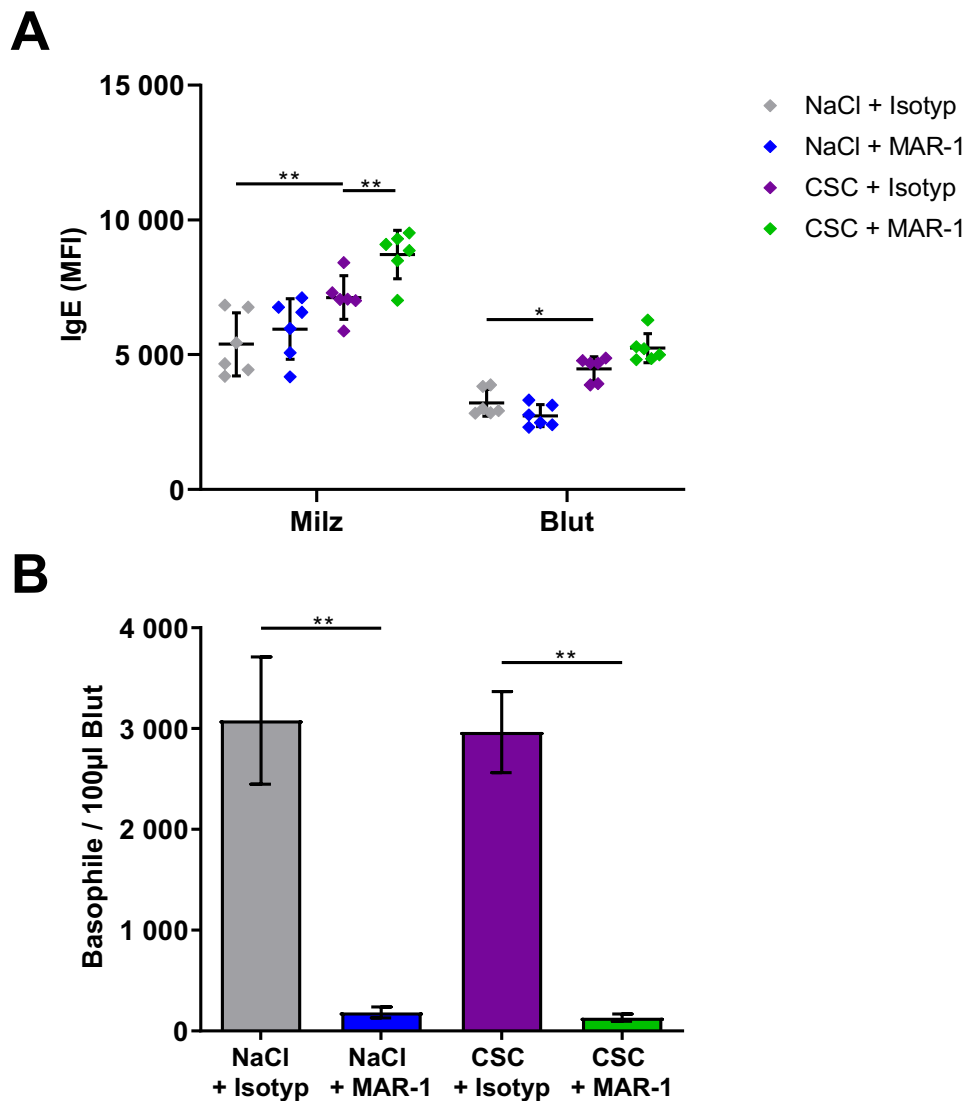 A
IgE (MFI)
15 000
10 000
5 000
0
**
**
*
Milz
Blut
NaCl + Isotyp
NaCl + MAR-1
CSC + Isotyp
CSC + MAR-1
B
Basophile / 100µl Blut
4 000
3 000
2 000
1 000
0
**
**
NaCl
+ Isotyp
NaCl
+ MAR-1
CSC
+ Isotyp
CSC
+ MAR-1